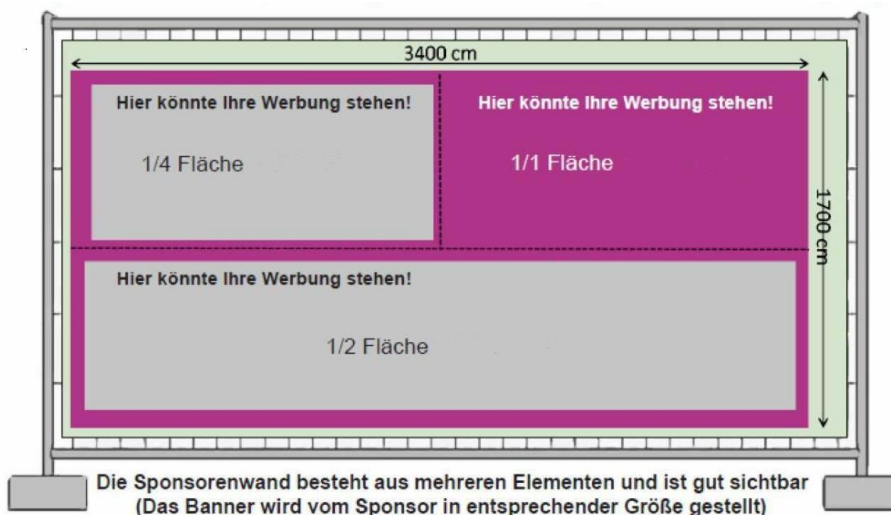 3400 cm
Hier könnte Ihre Werbung stehen!
1/4 Fläche
Hier könnte Ihre Werbung stehen!
1/1 Fläche
1700 cm
Hier könnte Ihre Werbung stehen!
1/2 Fläche
Die Sponsorenwand besteht aus mehreren Elementen und ist gut sichtbar
(Das Banner wird vom Sponsor in entsprechender Größe gestellt)